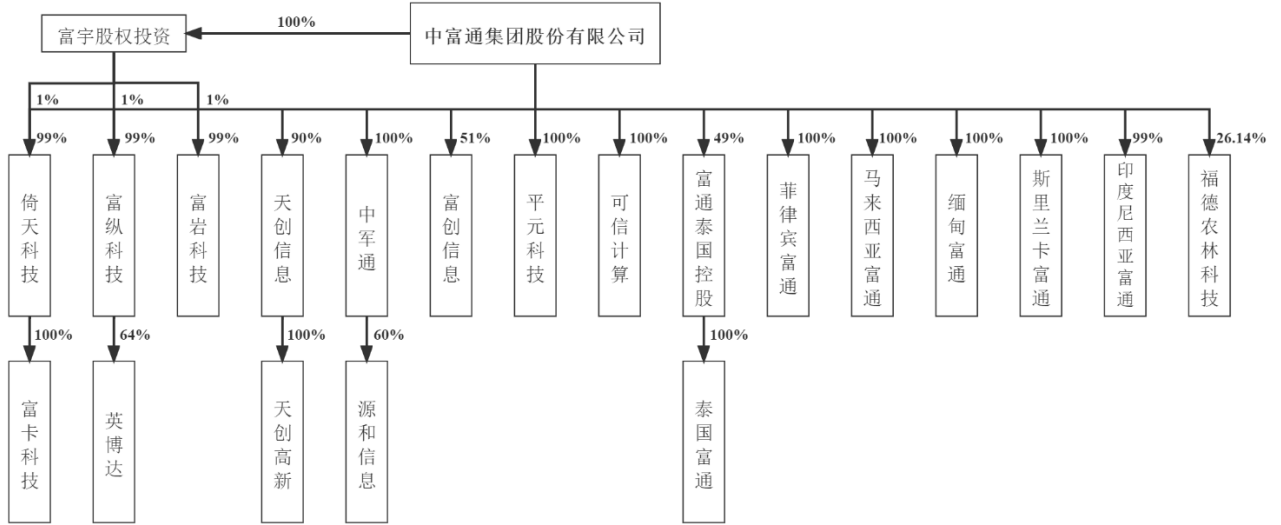 富宇股权投资
100%
中富通集团股份有限公司
1%
1%
1%
99%
99%
99%
90%
100%
51%
100%
100%
49%
100%
100%
100%
100%
99%
26.14%
倚天科技
富纵科技
富岩科技
天创信息
中军通
富创信息
平元科技
可信计算
富通泰国控股
菲律宾富通
马来西亚富通
缅甸富通
斯里兰卡富通
印度尼西亚富通
福德农林科技
100%
64%
100%
60%
100%
富卡科技
英博达
天创高新
源和信息
泰国富通